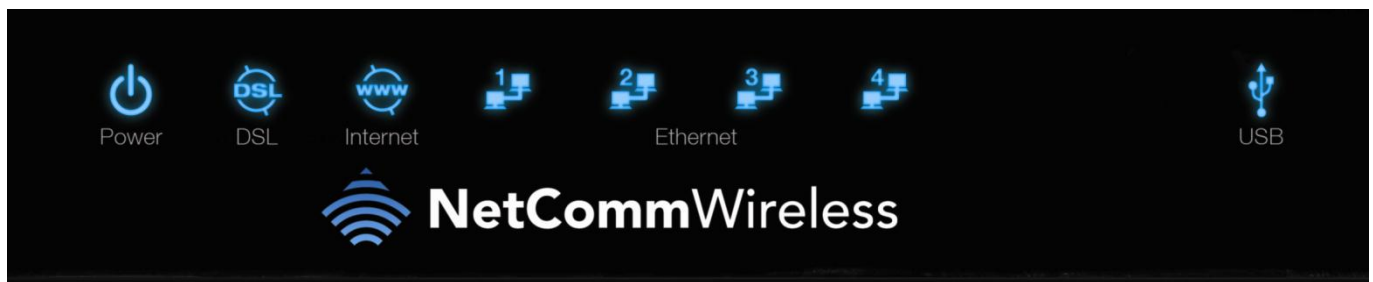 DSL
WWW
1
2
3
4
Power
DSL
Internet
Ethernet
USB
NetCommWireless